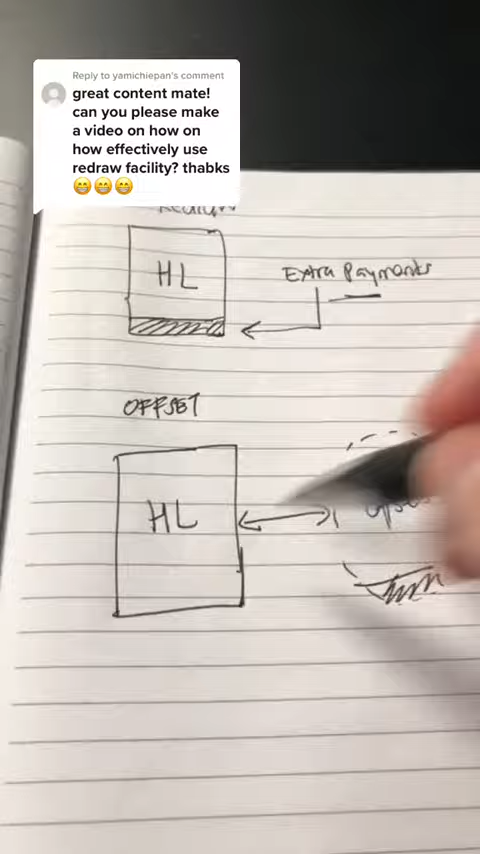 Reply to yamichiepan's comment
great content mate!
can you please make
a video on how on
how effectively use
redraw facility? thabks
😁😁😁
HL
Extra Payments
OFFSET
HL